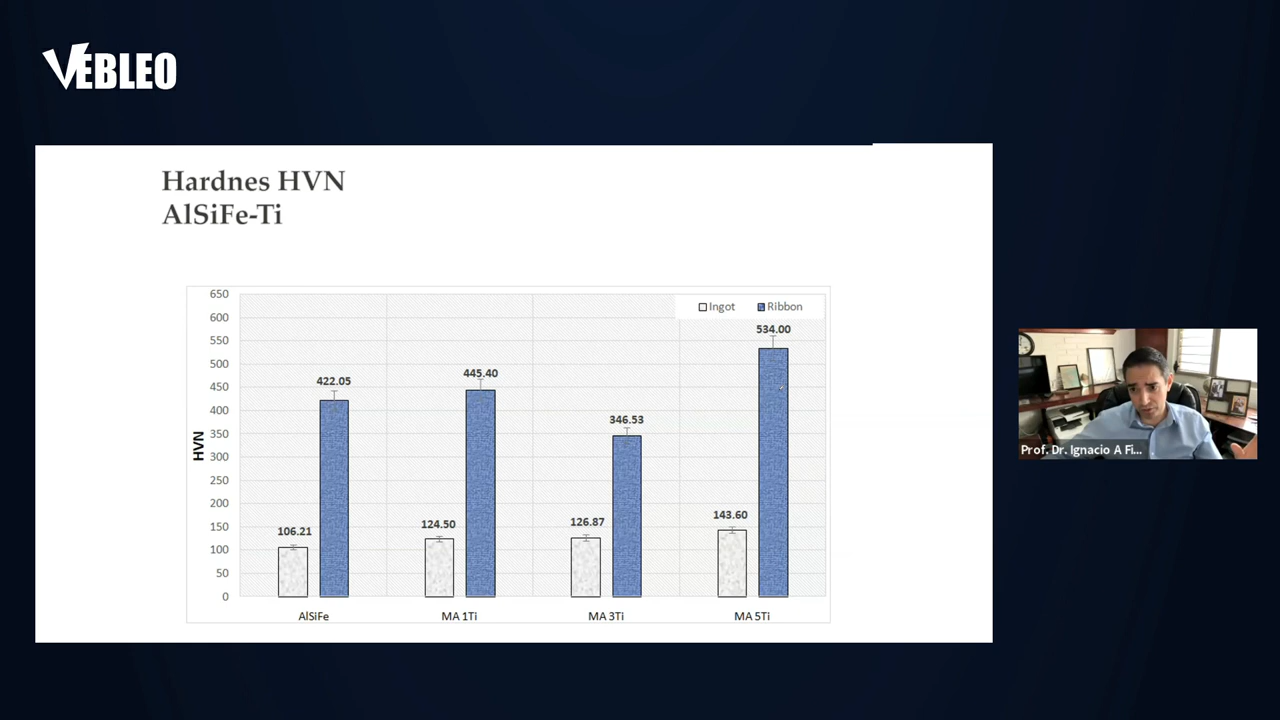 VEBLEO
Hardnes HVN
AlSiFe-Ti
650
600
550
500
450
400
350
300
250
200
150
100
50
0
HVN
Ingot
Ribbon
106.21
422.05
124.50
445.40
126.87
346.53
143.60
534.00
AlSiFe
MA 1Ti
MA 3Ti
MA 5Ti
Prof. Dr. Ignacio A Fi...